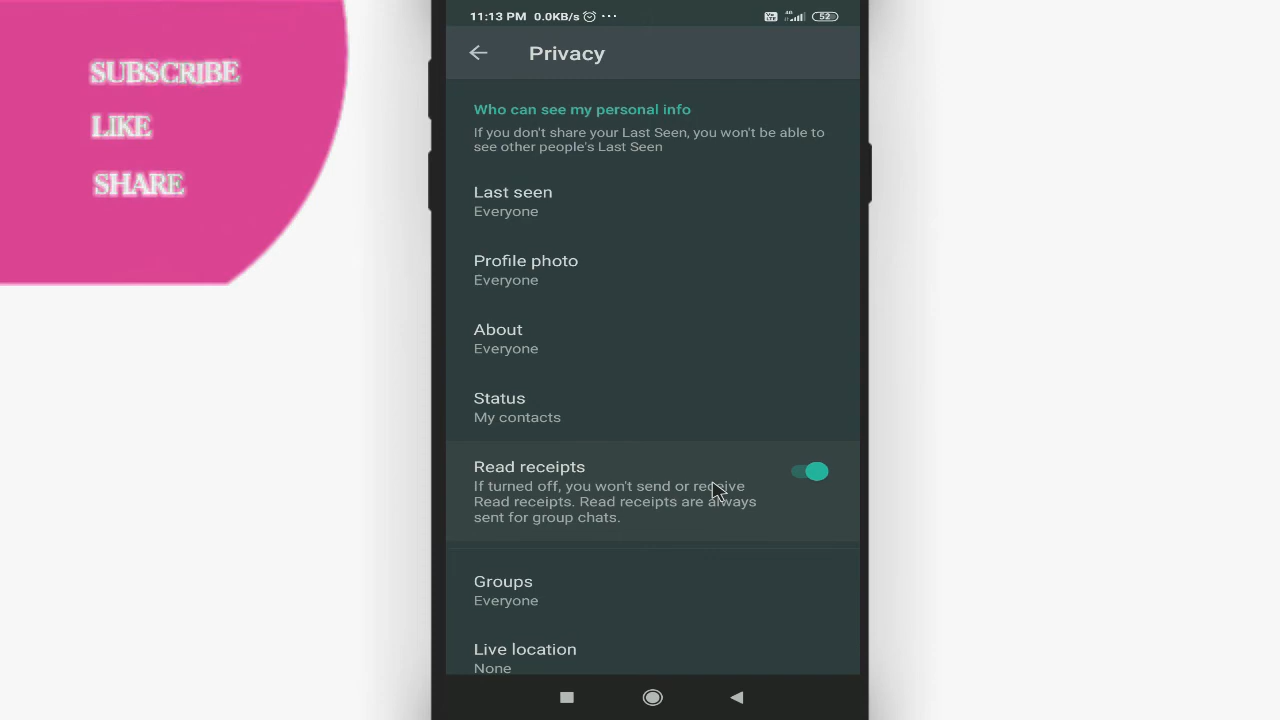 SUBSCRIBE
LIKE
SHARE
11:13 PM 0.0KB/s ...
52
Privacy
Who can see my personal info
If you don't share your Last Seen, you won't be able to
see other people's Last Seen
Last seen
Everyone
Profile photo
Everyone
About
Everyone
Status
My contacts
Read receipts
If turned off, you won't send or receive
Read receipts. Read receipts are always
sent for group chats.
Groups
Everyone
Live location
None